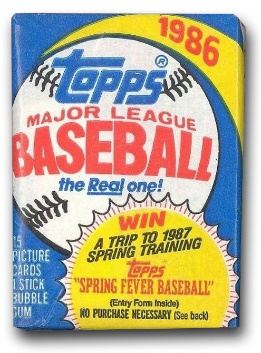 1986
topps®
MAJOR LEAGUE
BASEBALL
the Real one!
15
PICTURE
CARDS
1 STICK
BUBBLE
GUM
WIN
A TRIP TO 1987
SPRING TRAINING
topps
"SPRING FEVER BASEBALL"
(Entry Form Inside)
NO PURCHASE NECESSARY (See back)